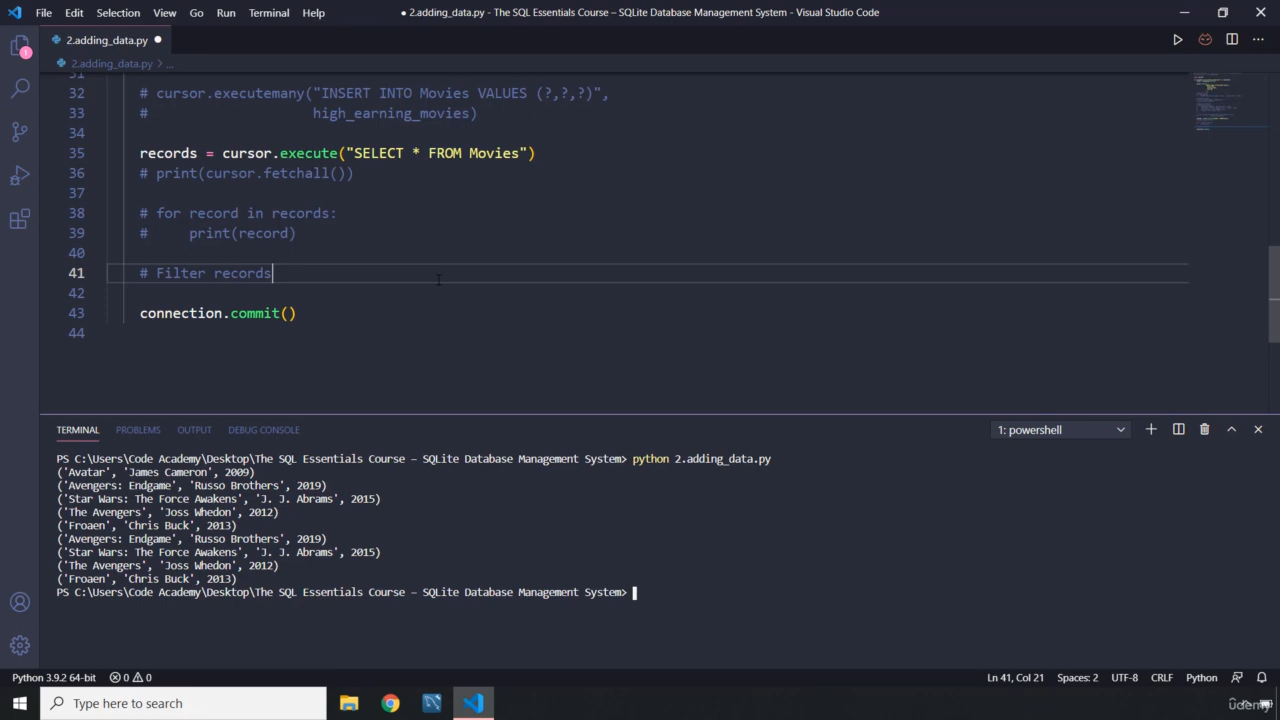 File Edit Selection View Go Run Terminal Help
● 2.adding_data.py - The SQL Essentials Course – SQLite Database Management System - Visual Studio Code
2.adding_data.py ●
2.adding_data.py > ...
1
31
32 # cursor.executemany("INSERT INTO Movies VALUES (?,?,?)",
33 # high_earning_movies)
34
35 records = cursor.execute("SELECT * FROM Movies")
36 # print(cursor.fetchall())
37
38 # for record in records:
39 # print(record)
40
41 # Filter records
42
43 connection.commit()
44
TERMINAL PROBLEMS OUTPUT DEBUG CONSOLE
1: powershell
PS C:\Users\Code Academy\Desktop\The SQL Essentials Course – SQLite Database Management System> python 2.adding_data.py
('Avatar', 'James Cameron', 2009)
('Avengers: Endgame', 'Russo Brothers', 2019)
('Star Wars: The Force Awakens', 'J. J. Abrams', 2015)
('The Avengers', 'Joss Whedon', 2012)
('Froaen', 'Chris Buck', 2013)
('Avengers: Endgame', 'Russo Brothers', 2019)
('Star Wars: The Force Awakens', 'J. J. Abrams', 2015)
('The Avengers', 'Joss Whedon', 2012)
('Froaen', 'Chris Buck', 2013)
PS C:\Users\Code Academy\Desktop\The SQL Essentials Course – SQLite Database Management System>
Python 3.9.2 64-bit 0 0
Ln 41, Col 21 Spaces: 2 UTF-8 CRLF Python
Type here to search
udemy